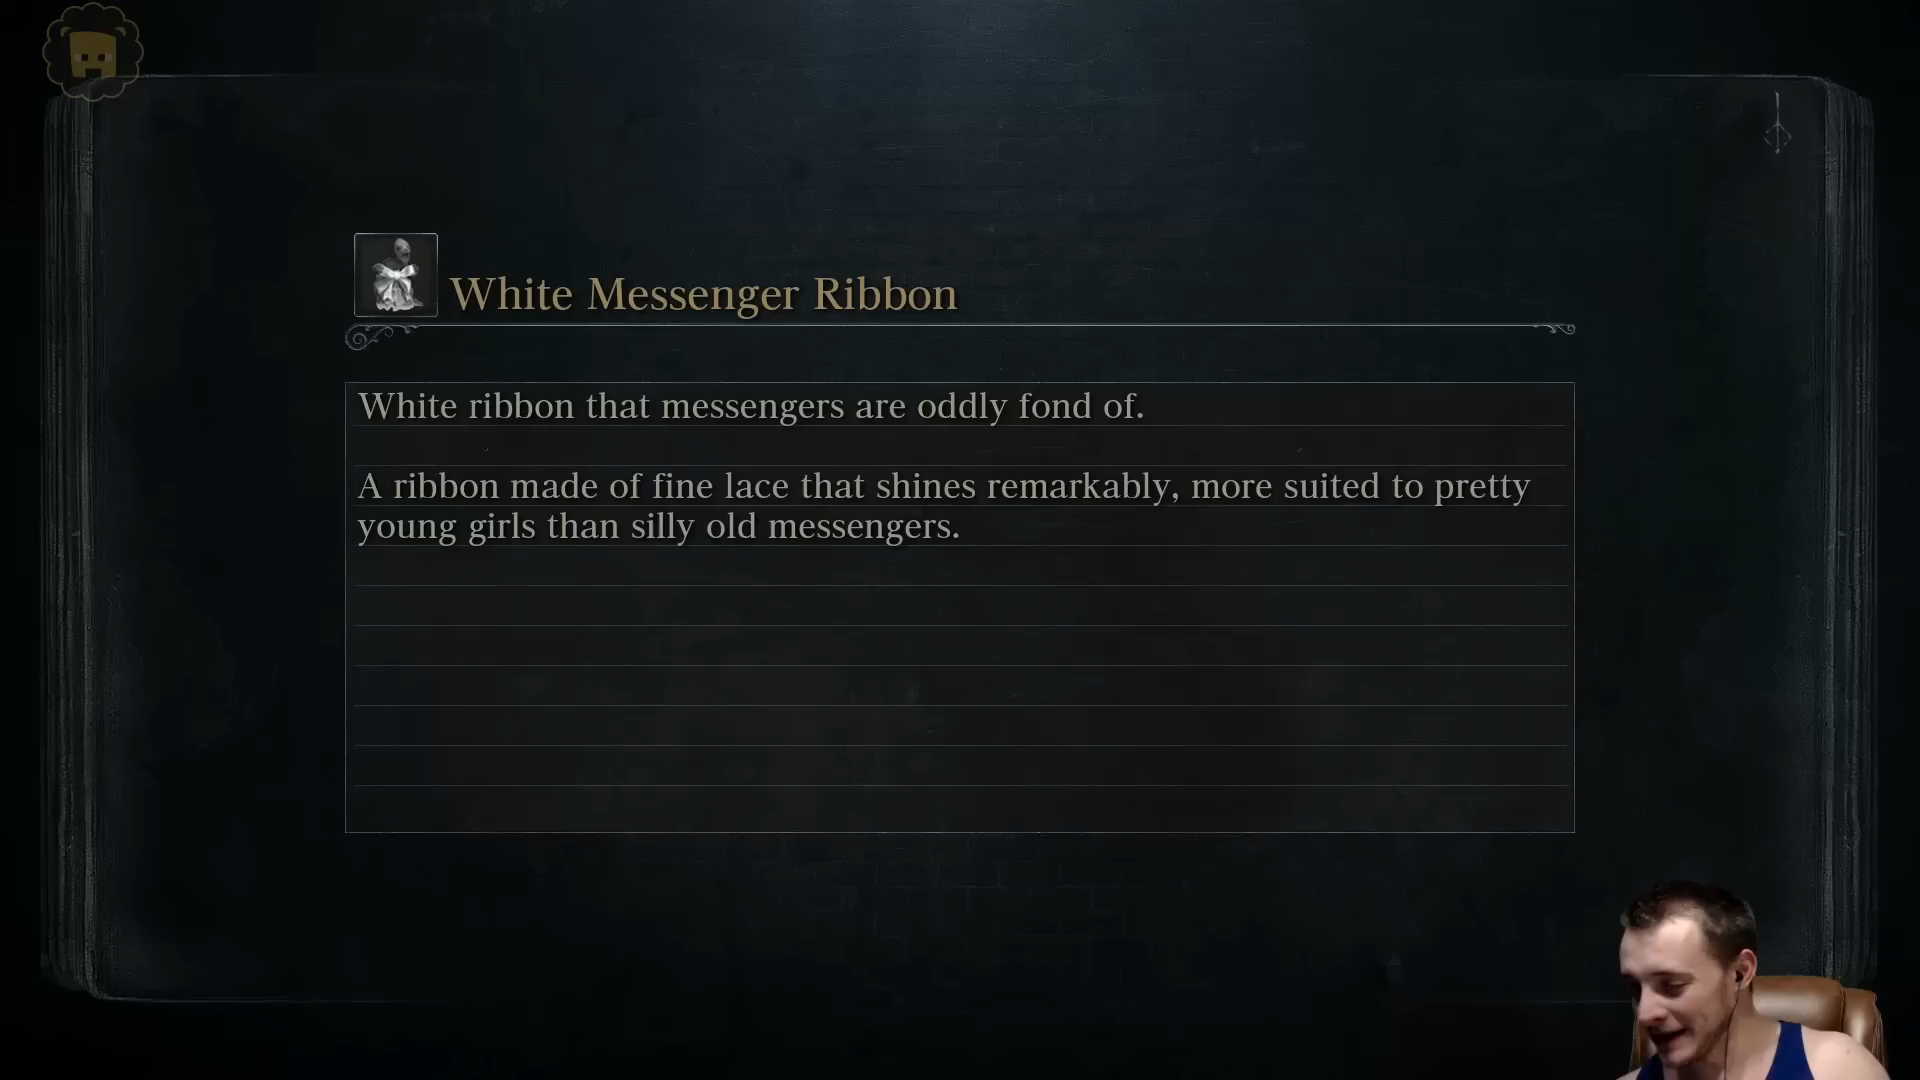 White Messenger Ribbon
White ribbon that messengers are oddly fond of.
A ribbon made of fine lace that shines remarkably, more suited to pretty
young girls than silly old messengers.